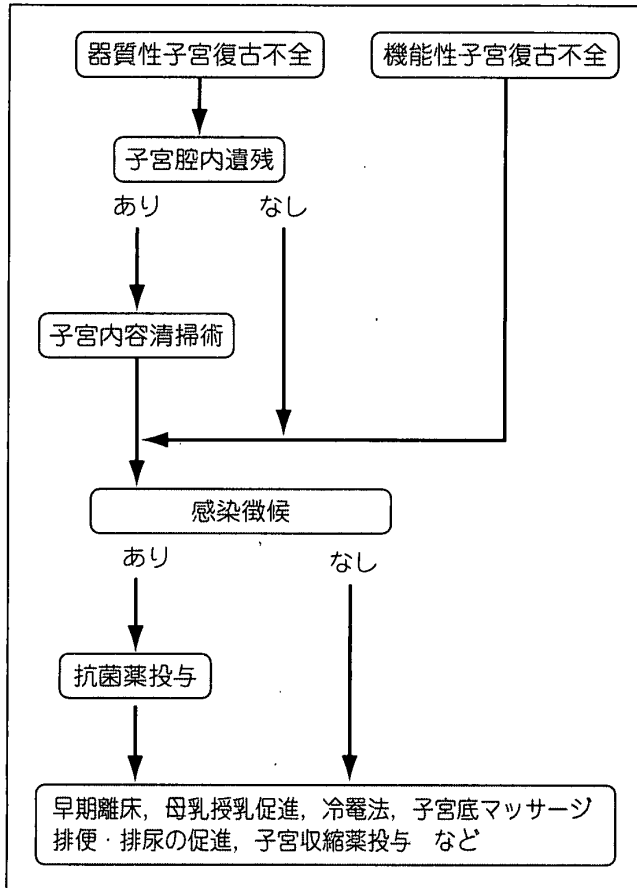 器質性子宮復古不全
機能性子宮復古不全
子宮腔内遺残
あり
なし
子宮内容清掃術
感染徴候
あり
なし
抗菌薬投与
早期離床，母乳授乳促進，冷罨法，子宮底マッサージ
排便・排尿の促進，子宮収縮薬投与　など